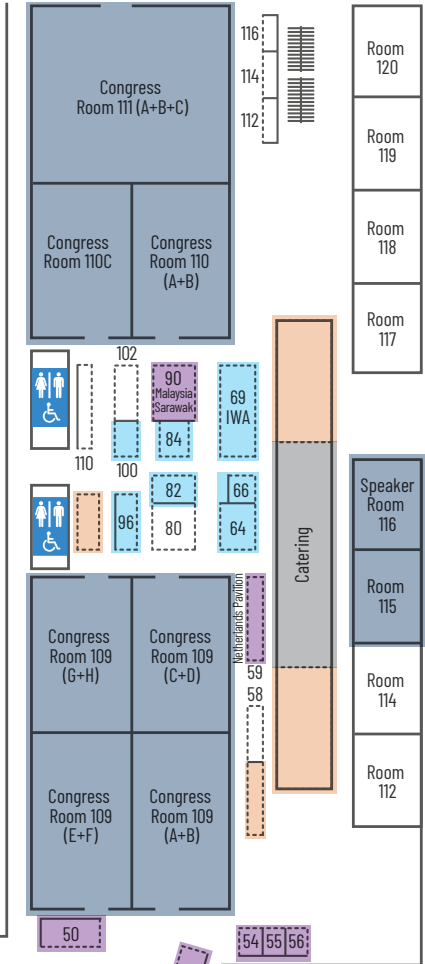 Congress
Room 111 (A+B+C)
116
114
112
Room
120
Room
119
Congress
Room 110C
Congress
Room 110
(A+B)
Room
118
Room
117
102
90
Malaysia
Sarawak
69
IWA
84
110
100
82
66
96
80
64
Catering
Speaker
Room
116
Room
115
Netherlands Pavilion
Congress
Room 109
(G+H)
Congress
Room 109
(C+D)
59
58
Room
114
Room
112
Congress
Room 109
(E+F)
Congress
Room 109
(A+B)
50
54
55
56